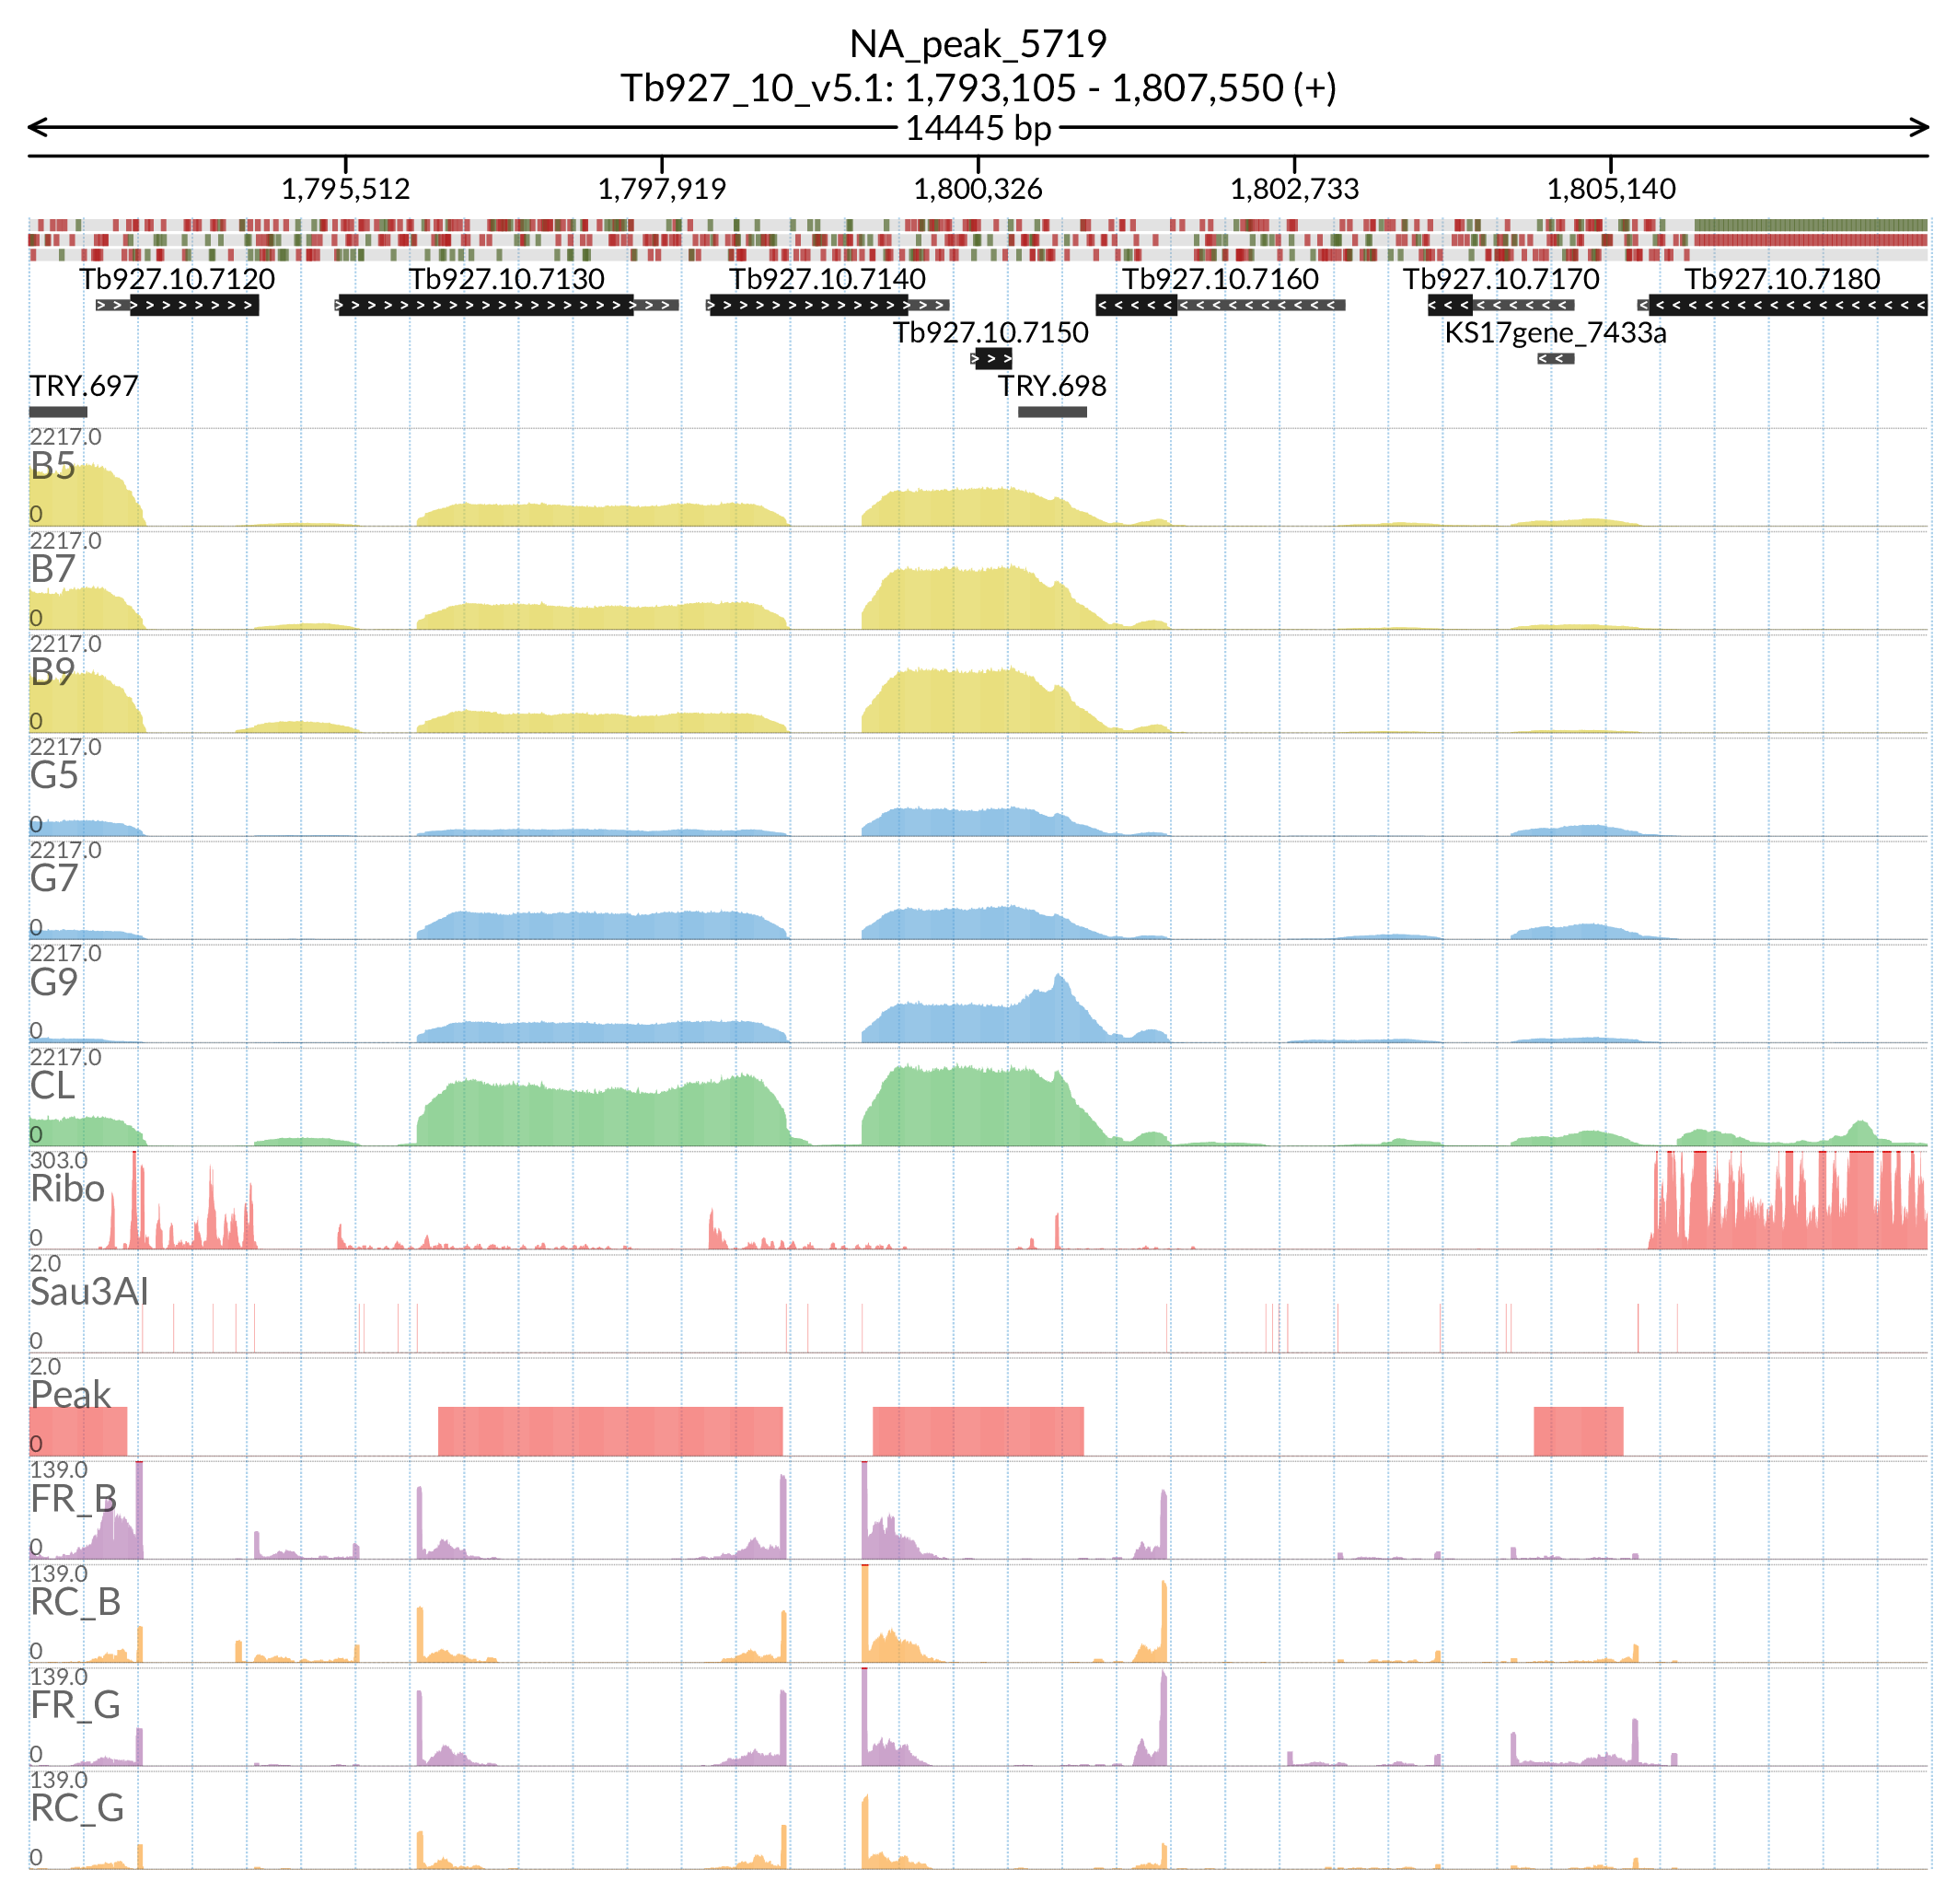 NA_peak_5719
Tb927_10_v5.1: 1,793,105 - 1,807,550 (+)
14445 bp
1,795,512 1,797,919 1,800,326 1,802,733 1,805,140
Tb927.10.7120 Tb927.10.7130 Tb927.10.7140 Tb927.10.7160 Tb927.10.7170 Tb927.10.7180
Tb927.10.7150 KS17gene_7433a
TRY.697 TRY.698
2217.0
B5
0
2217.0
B7
0
2217.0
B9
0
2217.0
G5
0
2217.0
G7
0
2217.0
G9
0
2217.0
CL
0
303.0
Ribo
0
2.0
Sau3AI
0
2.0
Peak
0
139.0
FR_B
0
139.0
RC_B
0
139.0
FR_G
0
139.0
RC_G
0